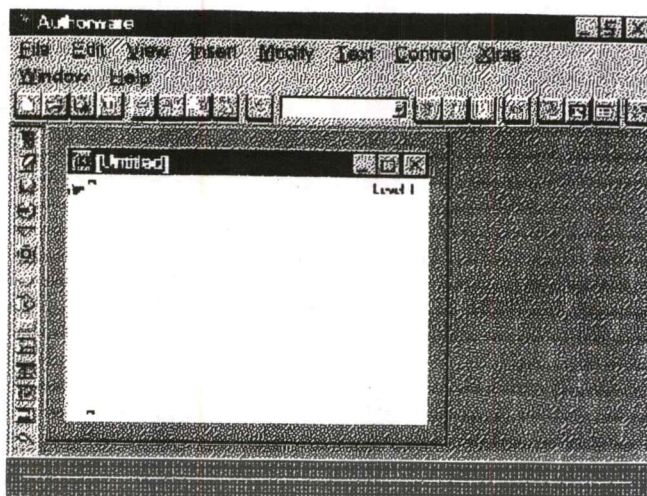 Authorware
File Edit View Insert Modify Text Control Xtras
Window Help
[Untitled]
Level 1